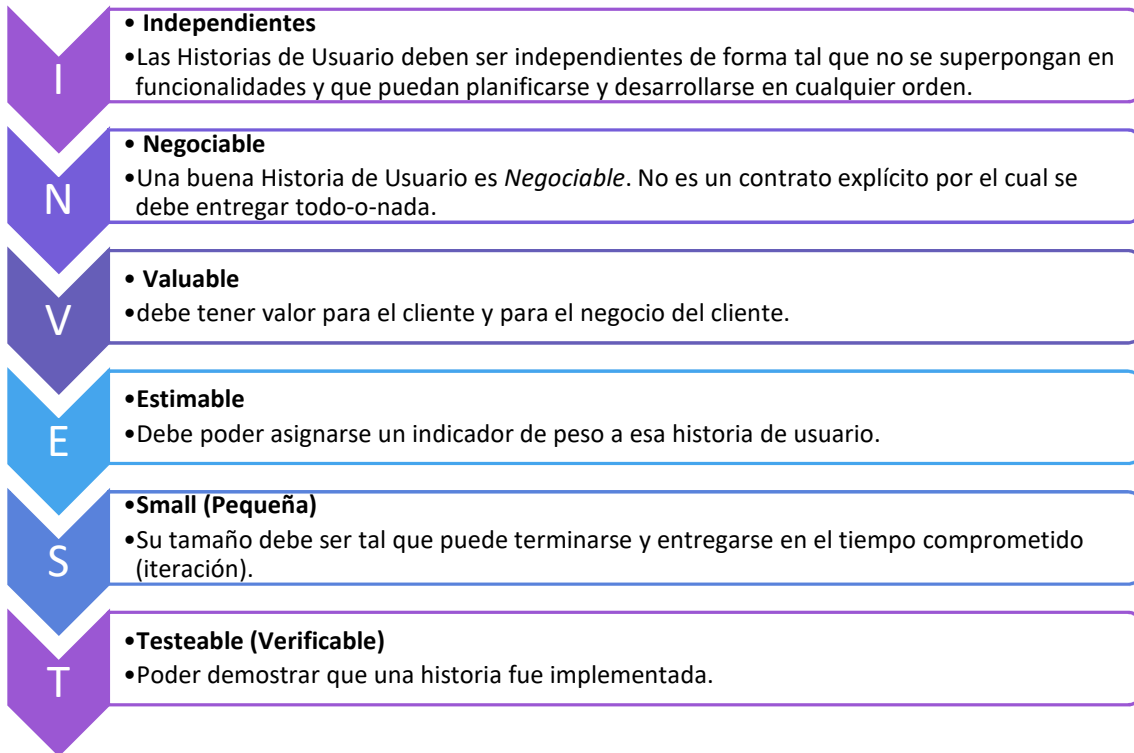 I
• Independientes
•Las Historias de Usuario deben ser independientes de forma tal que no se superpongan en
funcionalidades y que puedan planificarse y desarrollarse en cualquier orden.
N
• Negociable
•Una buena Historia de Usuario es Negociable. No es un contrato explícito por el cual se
debe entregar todo-o-nada.
V
• Valuable
•debe tener valor para el cliente y para el negocio del cliente.
E
•Estimable
•Debe poder asignarse un indicador de peso a esa historia de usuario.
S
•Small (Pequeña)
•Su tamaño debe ser tal que puede terminarse y entregarse en el tiempo comprometido
(iteración).
T
•Testeable (Verificable)
•Poder demostrar que una historia fue implementada.